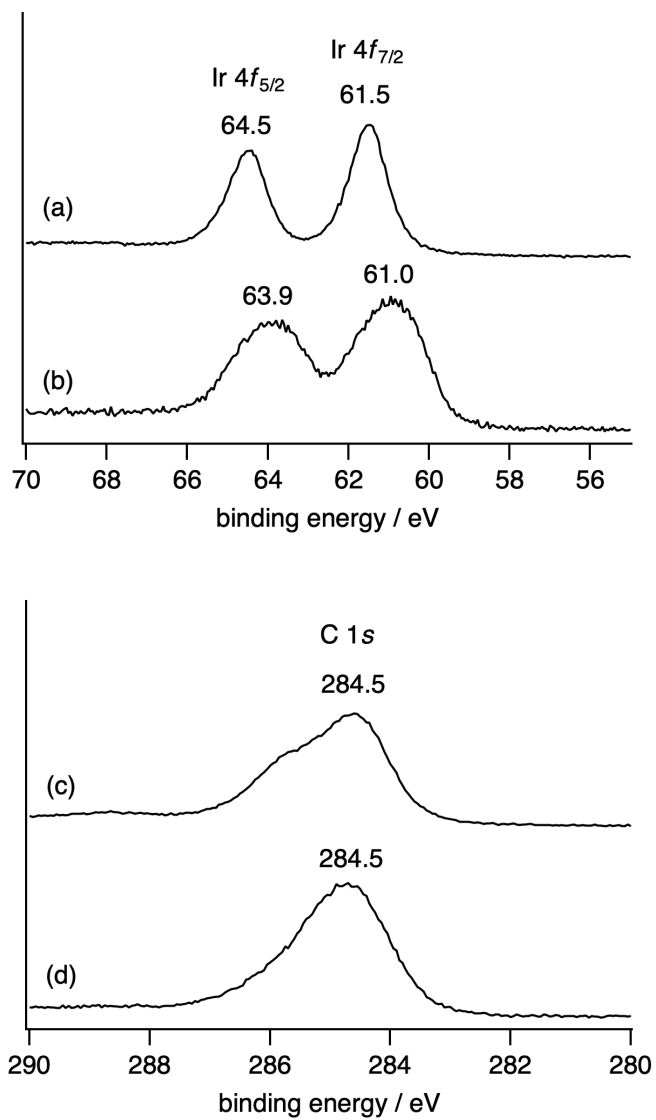 Ir 4f7/2
61.5
Ir 4f5/2
64.5
(a)
61.0
63.9
(b)
70 68 66 64 62 60 58 56
binding energy / eV
C 1s
284.5
(c)
284.5
(d)
290 288 286 284 282 280
binding energy / eV